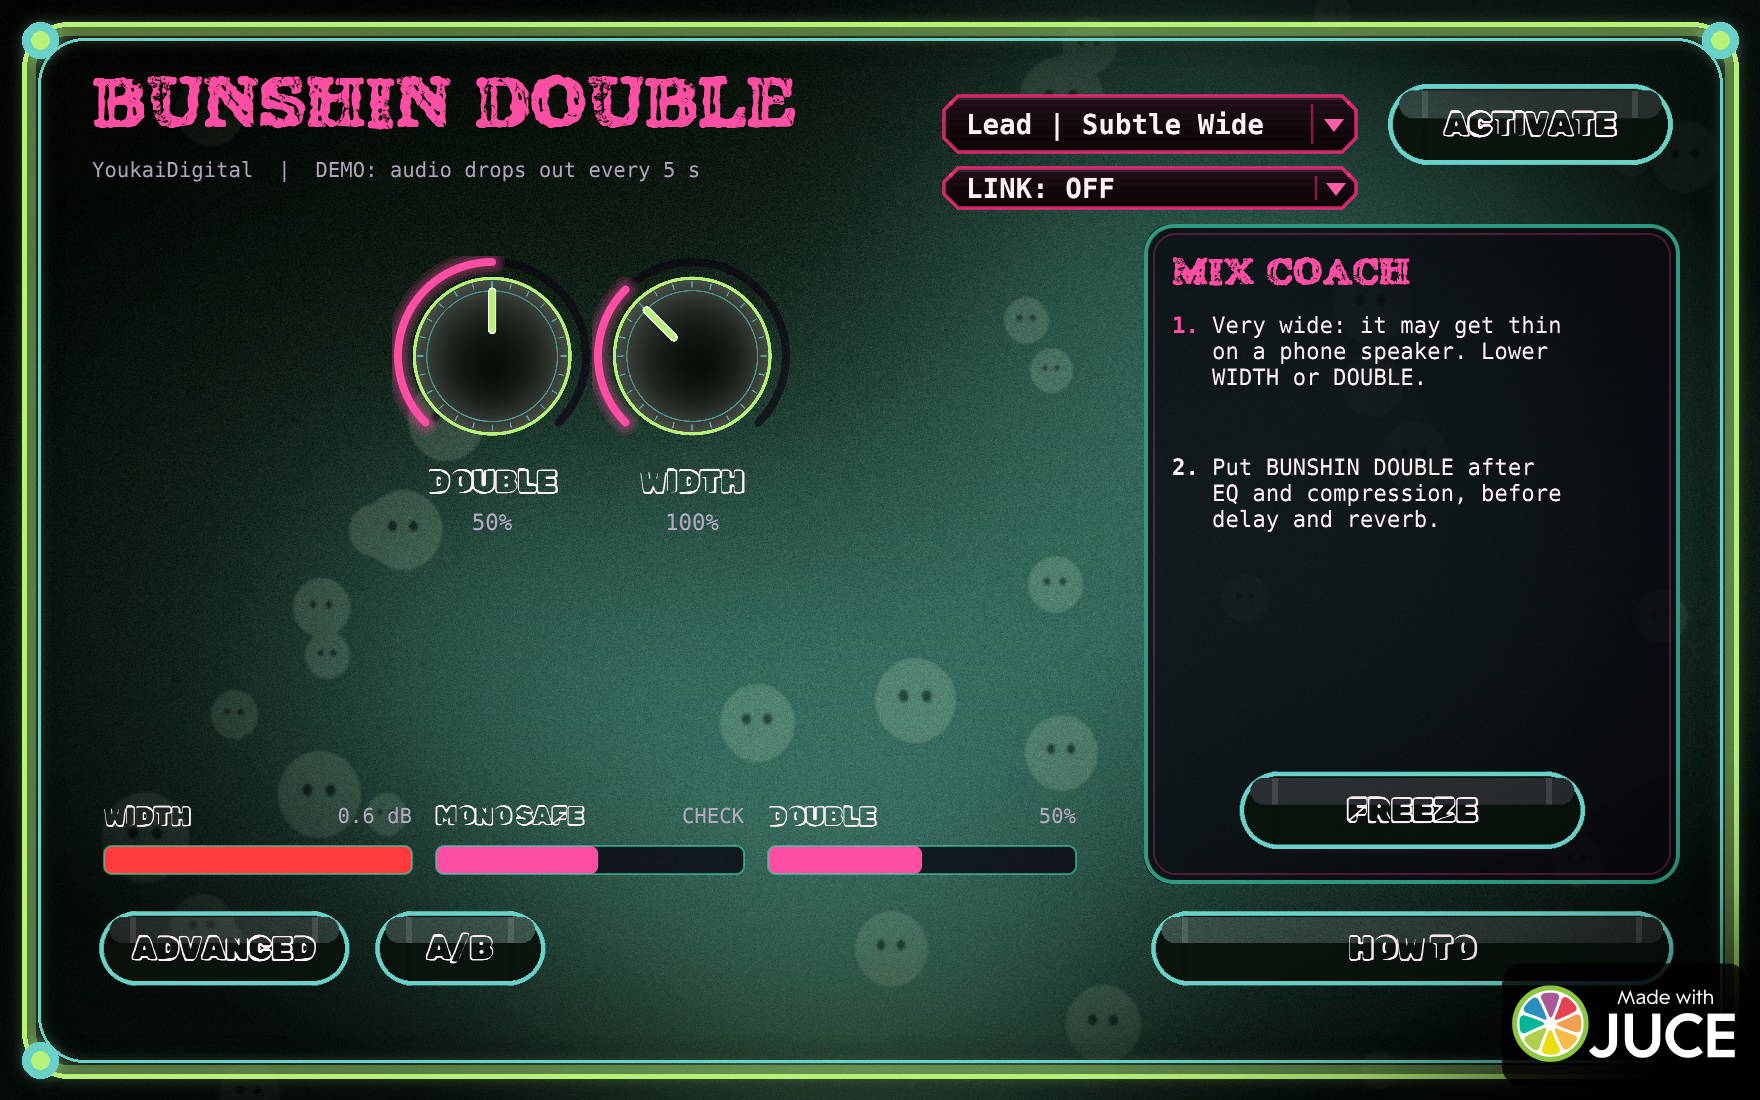 BUNSHIN DOUBLE
YoukaiDigital | DEMO: audio drops out every 5 s
Lead | Subtle Wide
LINK: OFF
ACTIVATE
DOUBLE
50%
WIDTH
100%
MIX COACH
1. Very wide: it may get thin
on a phone speaker. Lower
WIDTH or DOUBLE.
2. Put BUNSHIN DOUBLE after
EQ and compression, before
delay and reverb.
FREEZE
WIDTH 0.6 dB
MONO SAFE CHECK
DOUBLE 50%
ADVANCED
A/B
HOW TO
Made with
JUCE